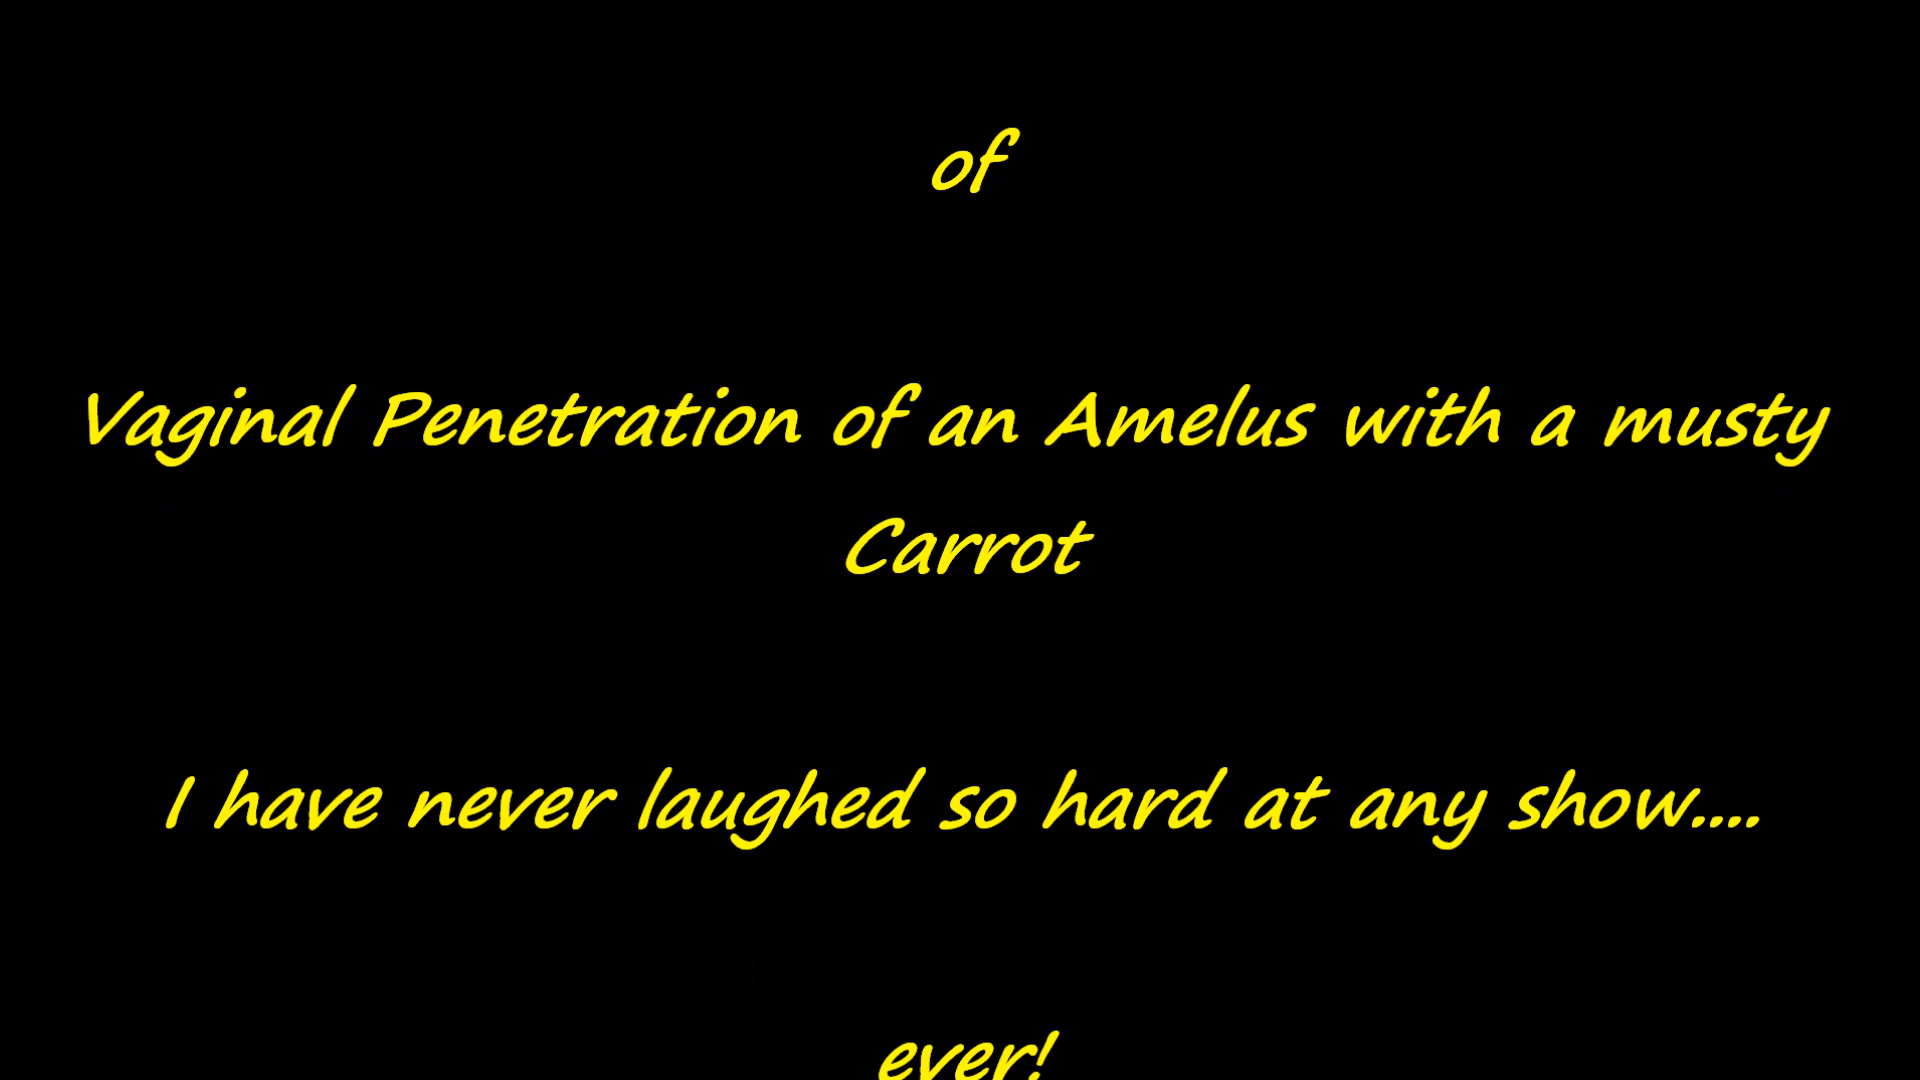 of
Vaginal Penetration of an Amelus with a musty
Carrot
I have never laughed so hard at any show....
ever!